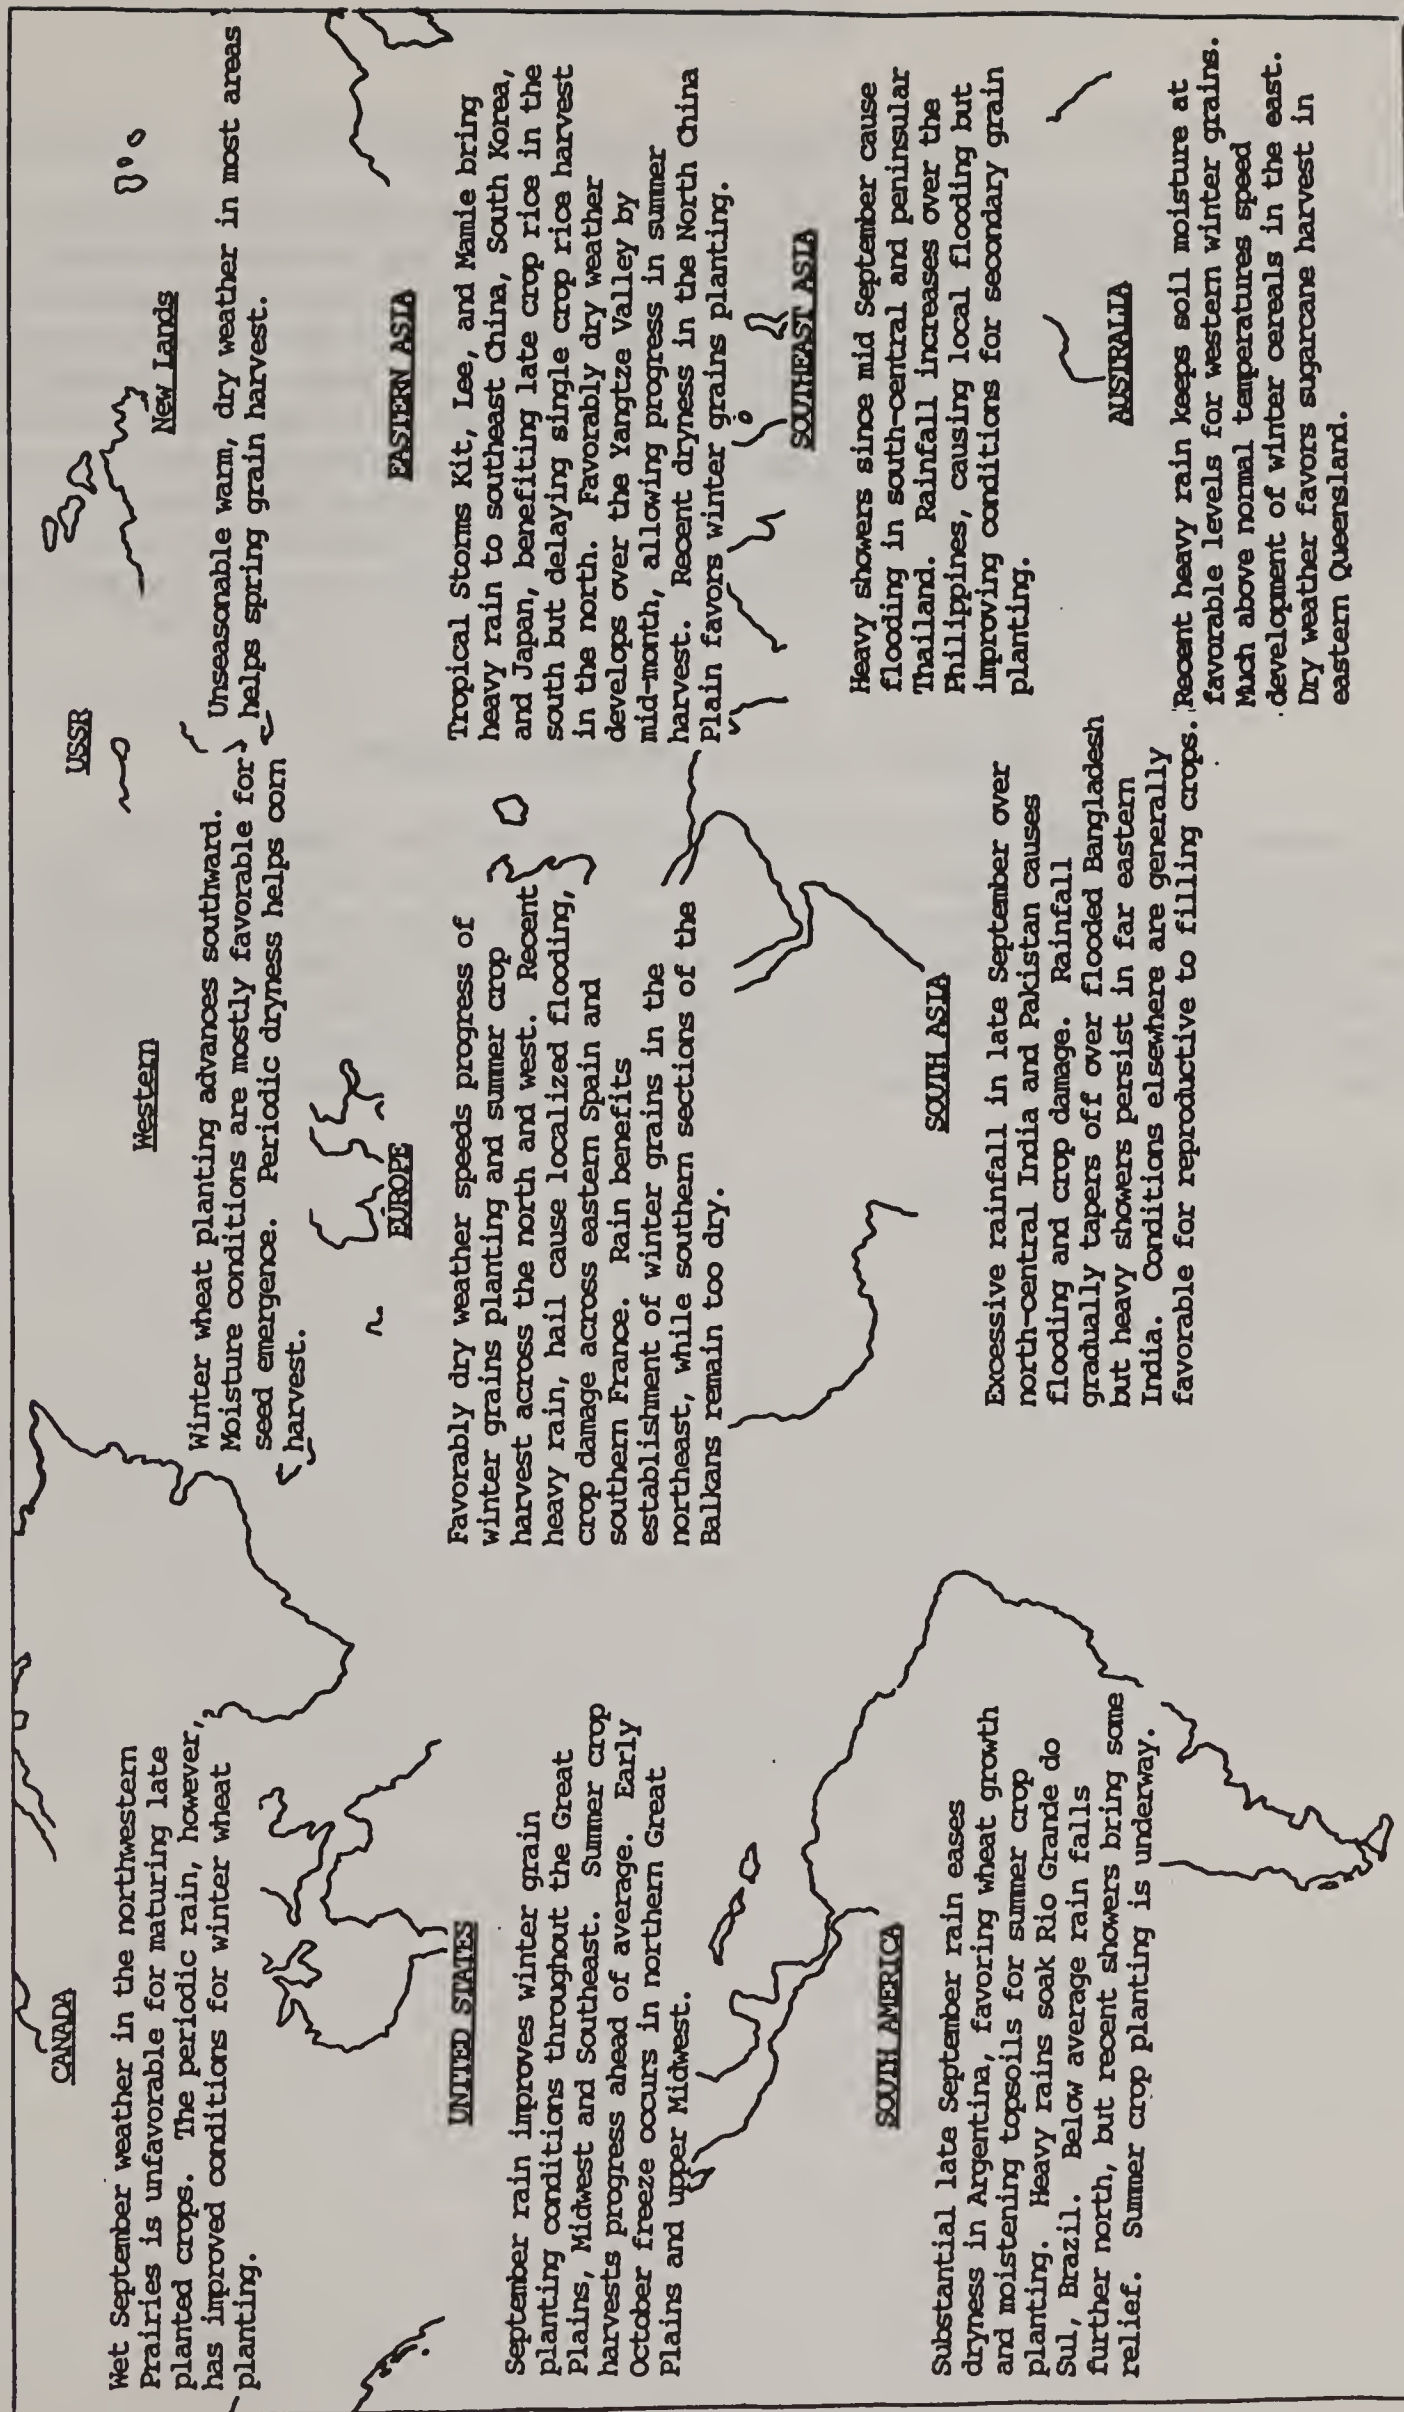 CANADA
Wet September weather in the northwestern
Prairies is unfavorable for maturing late
planted crops. The periodic rain, however,
has improved conditions for winter wheat
planting.
UNITED STATES
September rain improves winter grain
planting conditions throughout the Great
Plains, Midwest and Southeast. Summer crop
harvests progress ahead of average. Early
October freeze occurs in northern Great
Plains and upper Midwest.
SOUTH AMERICA
Substantial late September rain eases
dryness in Argentina, favoring wheat growth
and moistening topsoils for summer crop
planting. Heavy rains soak Rio Grande do
Sul, Brazil. Below average rain falls
further north, but recent showers bring some
relief. Summer crop planting is underway.
USSR
Western
Winter wheat planting advances southward.
Moisture conditions are mostly favorable for
seed emergence. Periodic dryness helps corn
harvest.
New Lands
Unseasonable warm, dry weather in most areas
helps spring grain harvest.
EUROPE
Favorably dry weather speeds progress of
winter grains planting and summer crop
harvest across the north and west. Recent
heavy rain, hail cause localized flooding,
crop damage across eastern Spain and
southern France. Rain benefits
establishment of winter grains in the
northeast, while southern sections of the
Balkans remain too dry.
EASTERN ASIA
Tropical Storms Kit, Lee, and Mamie bring
heavy rain to southeast China, South Korea,
and Japan, benefiting late crop rice in the
south but delaying single crop rice harvest
in the north. Favorably dry weather
develops over the Yangtze Valley by
mid-month, allowing progress in summer
harvest. Recent dryness in the North China
Plain favors winter grains planting.
SOUTH ASIA
Excessive rainfall in late September over
north-central India and Pakistan causes
flooding and crop damage. Rainfall
gradually tapers off over flooded Bangladesh
but heavy showers persist in far eastern
India. Conditions elsewhere are generally
favorable for reproductive to filling crops.
SOUTHEAST ASIA
Heavy showers since mid September cause
flooding in south-central and peninsular
Thailand. Rainfall increases over the
Philippines, causing local flooding but
improving conditions for secondary grain
planting.
AUSTRALIA
Recent heavy rain keeps soil moisture at
favorable levels for western winter grains.
Much above normal temperatures speed
development of winter cereals in the east.
Dry weather favors sugarcane harvest in
eastern Queensland.